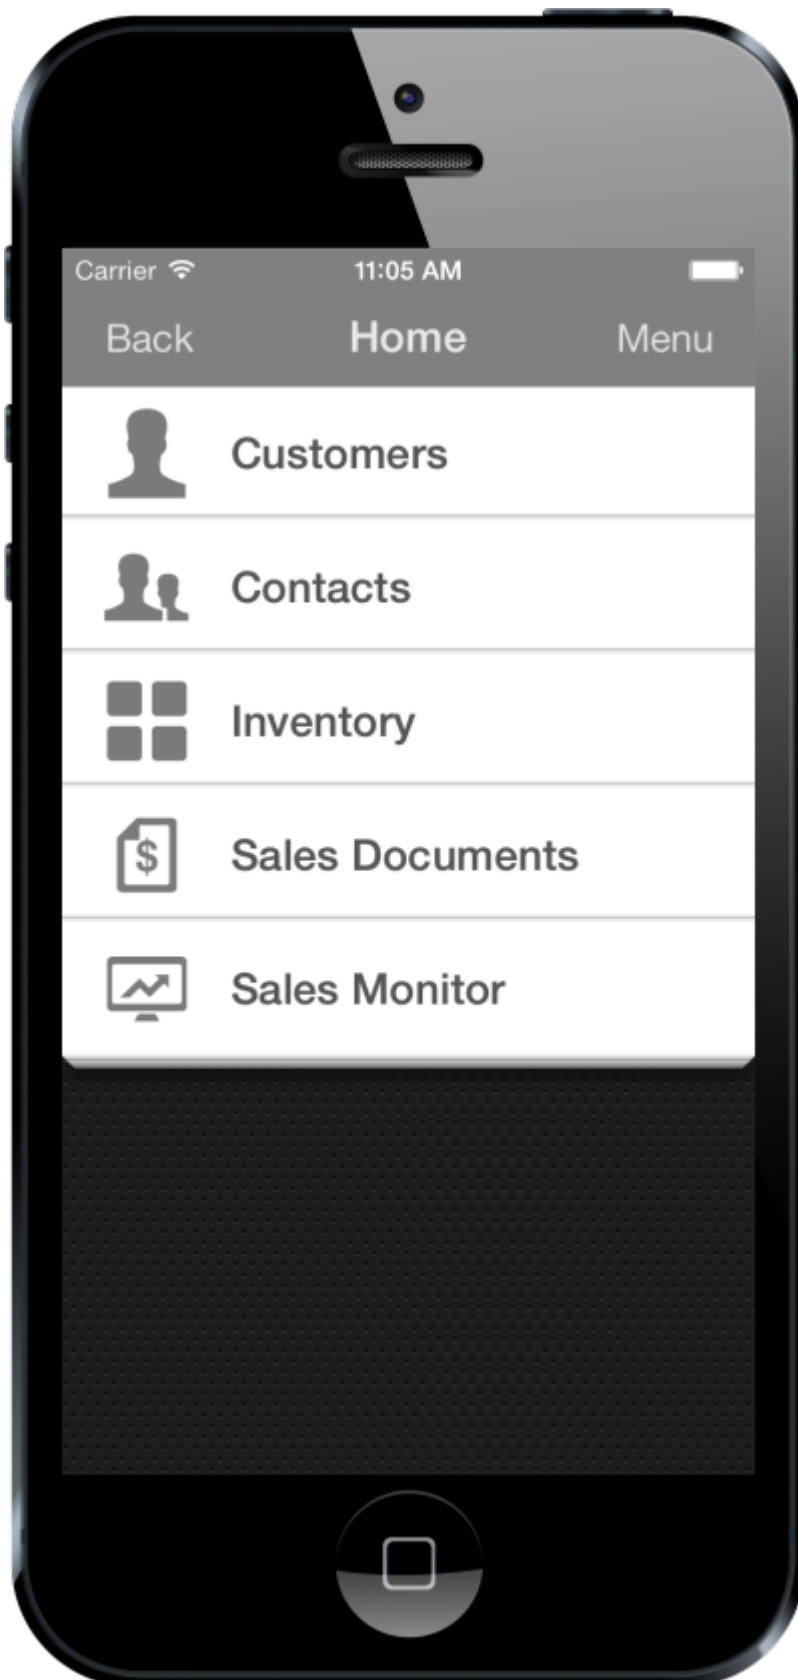 Carrier 11:05 AM
Back Home Menu
Customers
Contacts
Inventory
$
Sales Documents
Sales Monitor